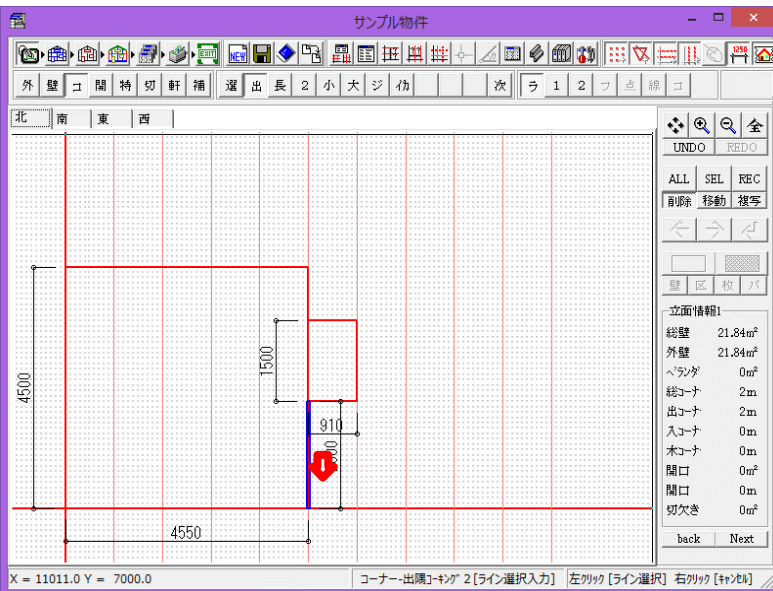 サンプル物件
EXIT NEW 1250
外 壁 コ 開 特 切 軒 補 選 出 長 2 小 大 ジ 次 ラ 1 2 フ 点 線 コ
北 南 東 西
全
UNDO REDO
ALL SEL REC
削除 移動 複写
壁 区 枚 パ
立面情報1
総壁 21.84m²
外壁 21.84m²
ベランダ 0m²
総コーナ 2m
出コーナ 2m
入コーナ 0m
木コーナ 0m
開口 0m²
開口 0m
切欠き 0m²
back Next
4500
1500
910
4550
X = 11011.0 Y = 7000.0
コーナー-出隅コーキング 2 [ライン選択入力]
左クリック [ライン選択] 右クリック [キャンセル]